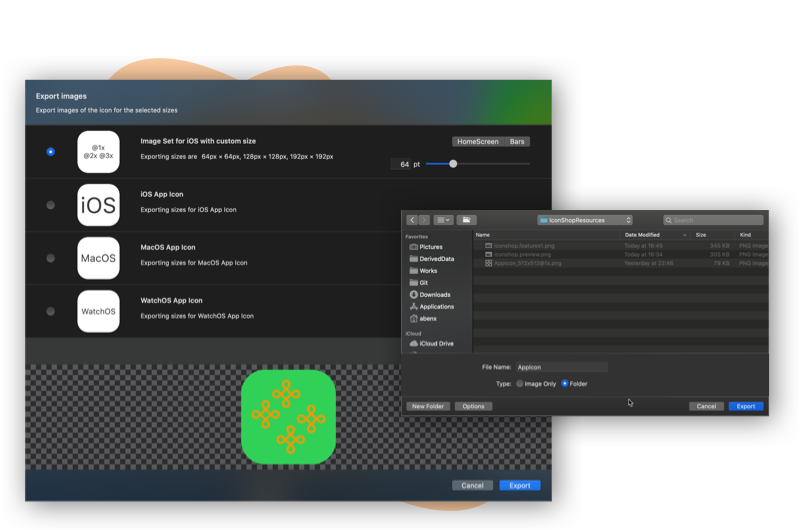 Export images
Export images of the icon for the selected sizes
@1x
@2x @3x
Image Set for iOS with custom size
Exporting sizes are 64px × 64px, 128px × 128px, 192px × 192px
HomeScreen Bars
64 pt
iOS
iOS App Icon
Exporting sizes for iOS App Icon
MacOS
MacOS App Icon
Exporting sizes for MacOS App Icon
WatchOS
WatchOS App Icon
Exporting sizes for WatchOS App Icon
Cancel Export
IconShopResources
Search
Favorites
Pictures
DerivedData
Works
Git
Downloads
Applications
abenx
iCloud
iCloud Drive
Name Date Modified Size Kind
iconshop.features1.png Today at 16:49 345 KB PNG image
iconshop.preview.png Today at 16:34 305 KB PNG image
AppIcon_512x512@1x.png Yesterday at 22:46 79 KB PNG image
File Name: AppIcon
Type: Image Only Folder
New Folder Options Cancel Export